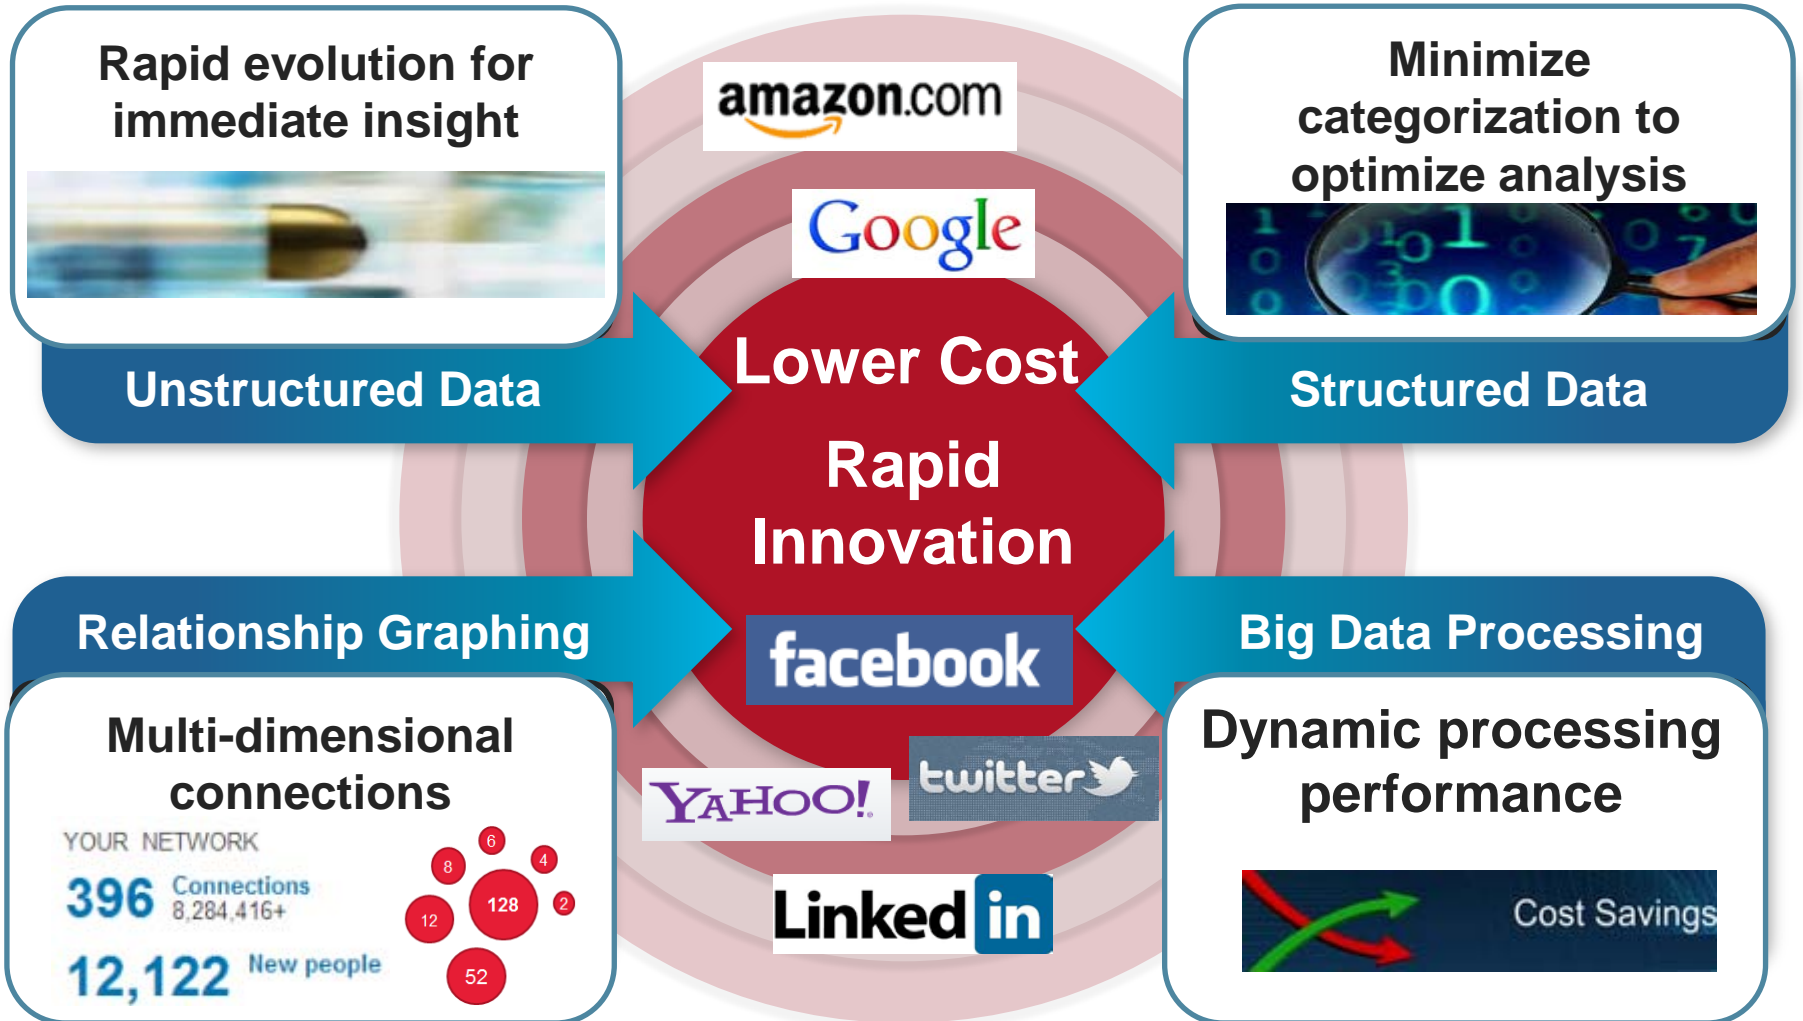 Rapid evolution for
immediate insight
Unstructured Data
amazon.com
Google
Minimize
categorization to
optimize analysis
Structured Data
Lower Cost
Rapid
Innovation
facebook
Relationship Graphing
Multi-dimensional
connections
YOUR NETWORK
396 Connections
8,284,416+
12,122 New people
6
8
4
128
2
12
52
YAHOO!
twitter
Linked in
Big Data Processing
Dynamic processing
performance
Cost Savings